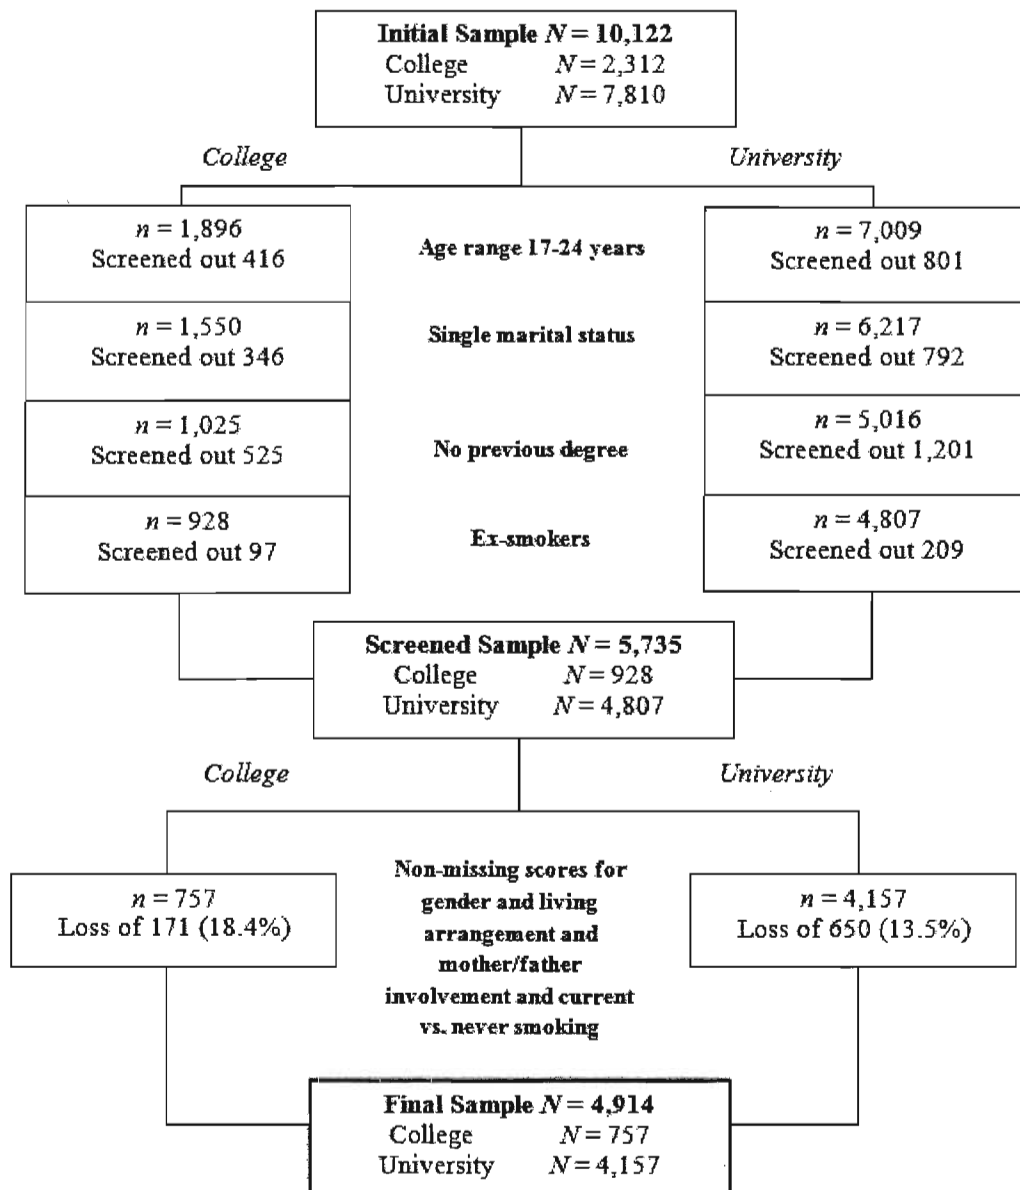 Initial Sample N = 10,122
College N = 2,312
University N = 7,810
College University
n = 1,896
Screened out 416
Age range 17-24 years
n = 7,009
Screened out 801
n = 1,550
Screened out 346
Single marital status
n = 6,217
Screened out 792
n = 1,025
Screened out 525
No previous degree
n = 5,016
Screened out 1,201
n = 928
Screened out 97
Ex-smokers
n = 4,807
Screened out 209
Screened Sample N = 5,735
College N = 928
University N = 4,807
College University
n = 757
Loss of 171 (18.4%)
Non-missing scores for
gender and living
arrangement and
mother/father
involvement and current
vs. never smoking
n = 4,157
Loss of 650 (13.5%)
Final Sample N = 4,914
College N = 757
University N = 4,157